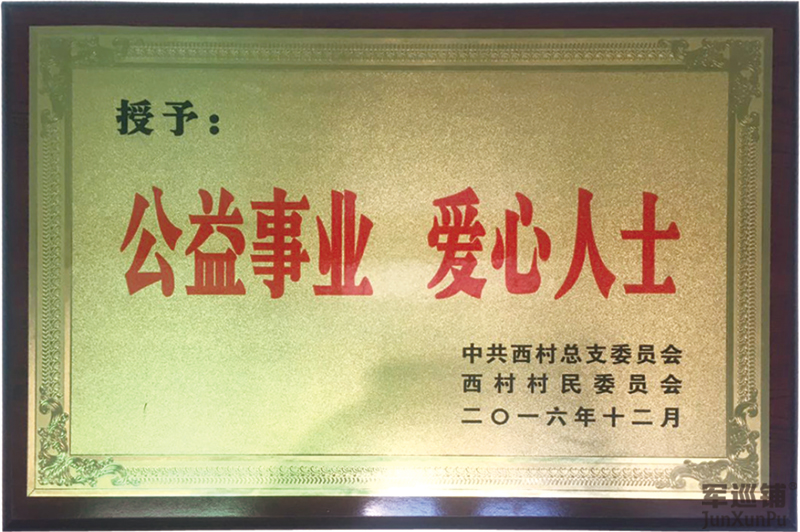 授予：
公益事业 爱心人士
中共西村总支委员会
西村村民委员会
二〇一六年十二月
军巡铺
JunXunPu